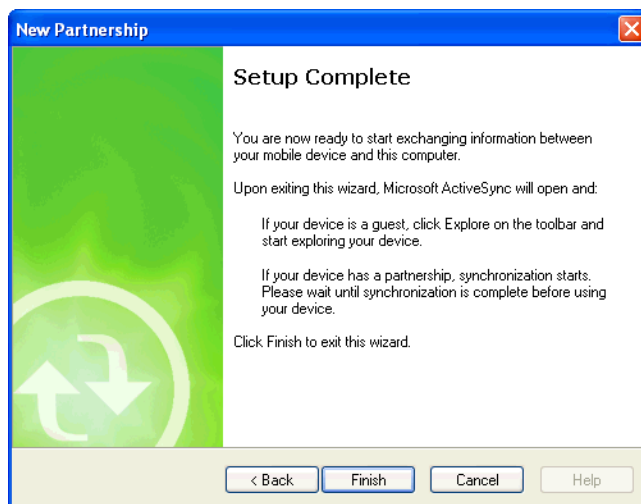 New Partnership
Setup Complete
You are now ready to start exchanging information between
your mobile device and this computer.
Upon exiting this wizard, Microsoft ActiveSync will open and:
If your device is a guest, click Explore on the toolbar and
start exploring your device.
If your device has a partnership, synchronization starts.
Please wait until synchronization is complete before using
your device.
Click Finish to exit this wizard.
< Back Finish Cancel Help